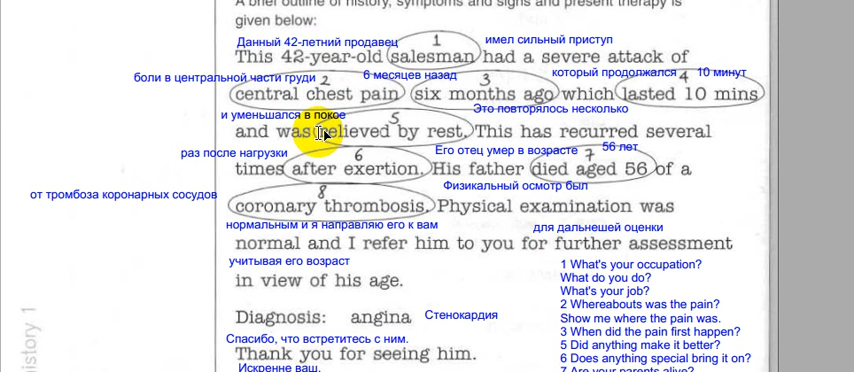 A brief outline of history, symptoms and signs and present therapy is
given below:
Данный 42-летний продавец 1 имел сильный приступ
This 42-year-old salesman had a severe attack of
боли в центральной части груди 2 6 месяцев назад 3 который продолжался 4 10 минут
central chest pain six months ago which lasted 10 mins
и уменьшался в покое 5 Это повторялось несколько
and was relieved by rest. This has recurred several
раз после нагрузки 6 Его отец умер в возрасте 7 56 лет
times after exertion. His father died aged 56 of a
от тромбоза коронарных сосудов 8 Физикальный осмотр был
coronary thrombosis. Physical examination was
нормальным и я направляю его к вам для дальнешей оценки
normal and I refer him to you for further assessment
учитывая его возраст
in view of his age.
Diagnosis: angina Стенокардия
Спасибо, что встретитесь с ним.
Thank you for seeing him.
Искренне ваш,
1 What's your occupation?
What do you do?
What's your job?
2 Whereabouts was the pain?
Show me where the pain was.
3 When did the pain first happen?
5 Did anything make it better?
6 Does anything special bring it on?
7 Are your parents alive?
istory 1